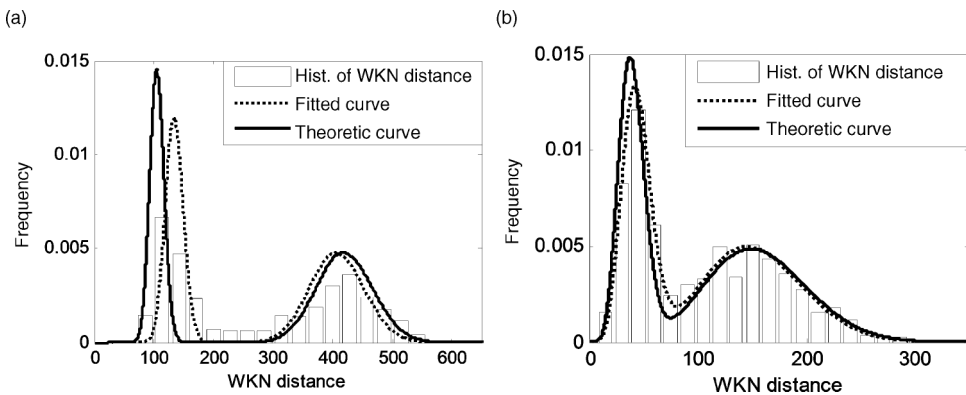 (a)
0.015
Hist. of WKN distance
Fitted curve
Theoretic curve
0.01
Frequency
0.005
0
0 100 200 300 400 500 600
WKN distance
(b)
0.015
Hist. of WKN distance
Fitted curve
Theoretic curve
0.01
Frequency
0.005
0
0 100 200 300
WKN distance